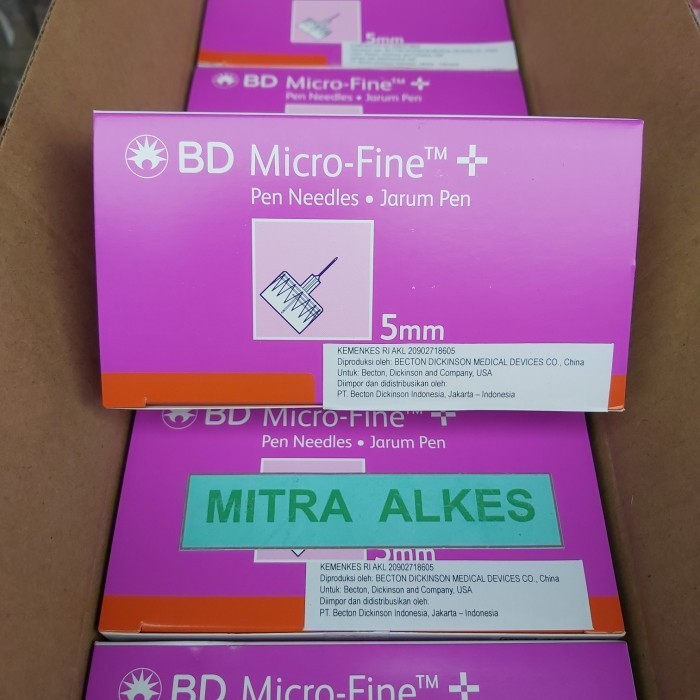 5mm
BD Micro-Fine™ +
Pen Needles • Jarum Pen
BD Micro-Fine™ +
Pen Needles • Jarum Pen
5mm
KEMENKES RI AKL 20902718605
Diproduksi oleh: BECTON DICKINSON MEDICAL DEVICES CO., China
Untuk: Becton, Dickinson and Company, USA
Diimpor dan didistribusikan oleh:
PT. Becton Dickinson Indonesia, Jakarta – Indonesia
BD Micro-Fine™ +
Pen Needles • Jarum Pen
MITRA ALKES
5mm
KEMENKES RI AKL 20902718605
Diproduksi oleh: BECTON DICKINSON MEDICAL DEVICES CO., China
Untuk: Becton, Dickinson and Company, USA
Diimpor dan didistribusikan oleh:
PT. Becton Dickinson Indonesia, Jakarta – Indonesia
BD Micro-Fine™ +